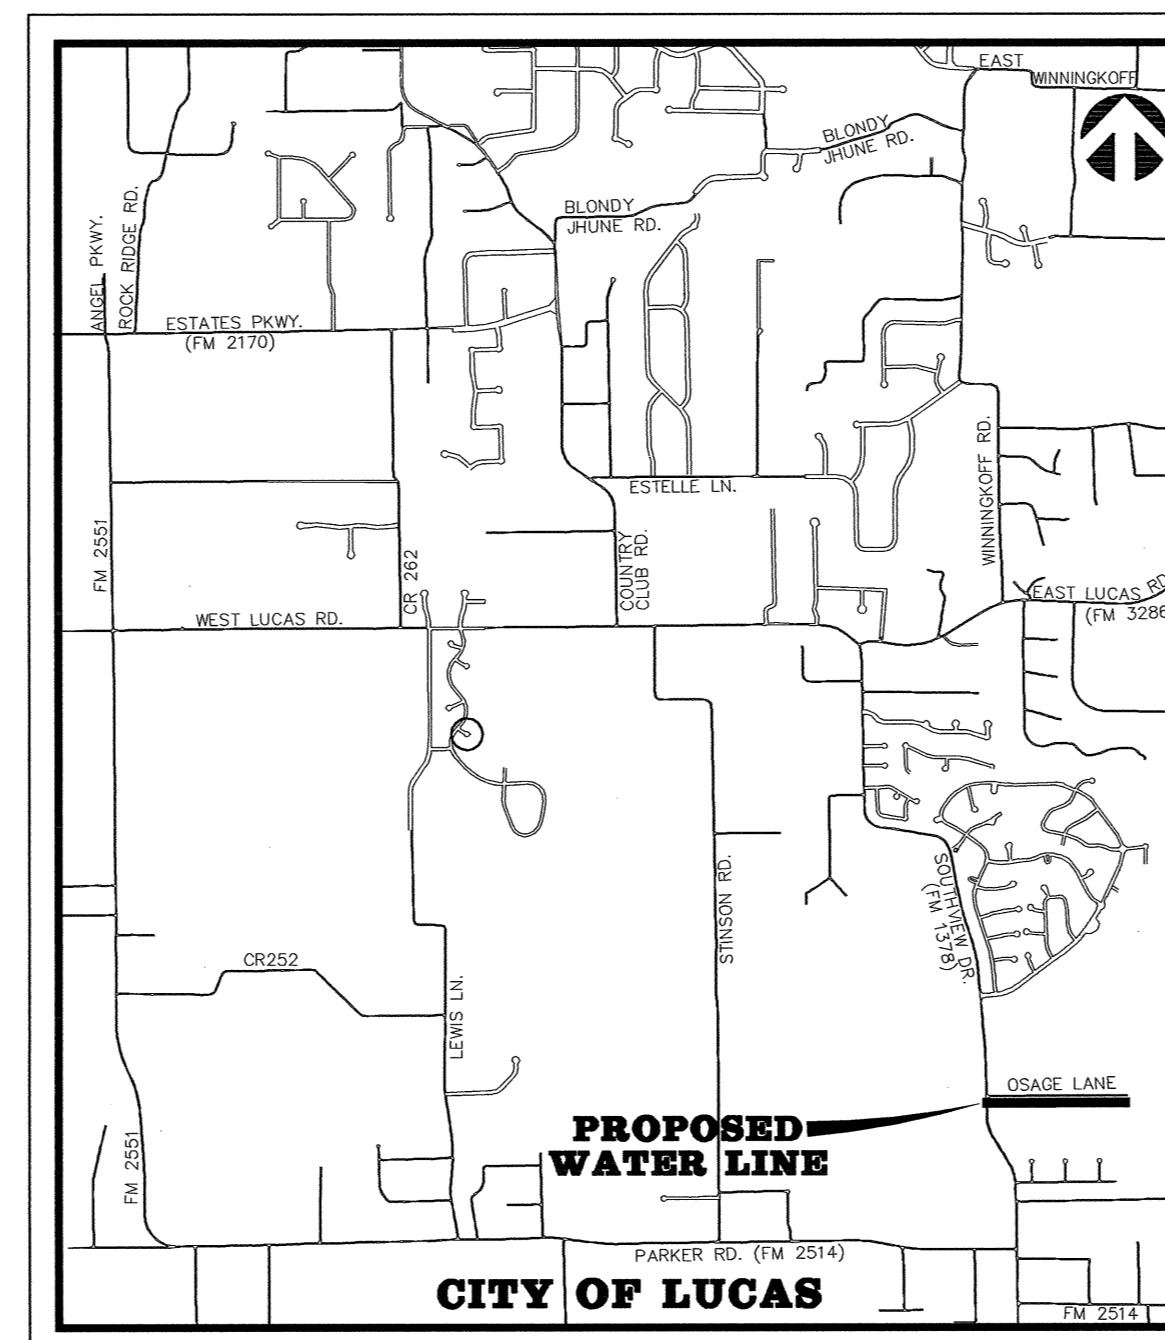 EAST
WINNINGKOFF
BLONDY
JHUNE RD.
BLONDY
JHUNE RD.
ANGEL PKWY.
ROCK RIDGE RD.
ESTATES PKWY.
(FM 2170)
WINNINGKOFF RD.
ESTELLE LN.
FM 2551
CR 262
COUNTRY
CLUB RD.
EAST LUCAS RD
(FM 3286
WEST LUCAS RD.
STINSON RD.
SOUTHVIEW DR.
(FM 1378)
CR252
LEWIS LN.
OSAGE LANE
PROPOSED
WATER LINE
FM 2551
PARKER RD. (FM 2514)
CITY OF LUCAS
FM 2514